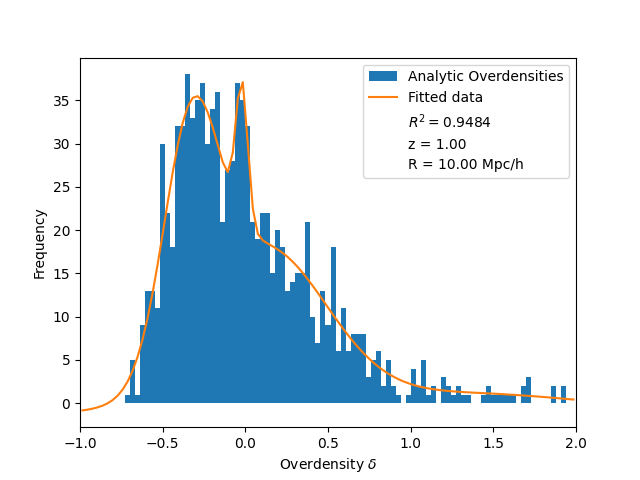 Analytic Overdensities
Fitted data
R² = 0.9484
z = 1.00
R = 10.00 Mpc/h
35
30
25
20
15
10
5
0
Frequency
−1.0 −0.5 0.0 0.5 1.0 1.5 2.0
Overdensity δ